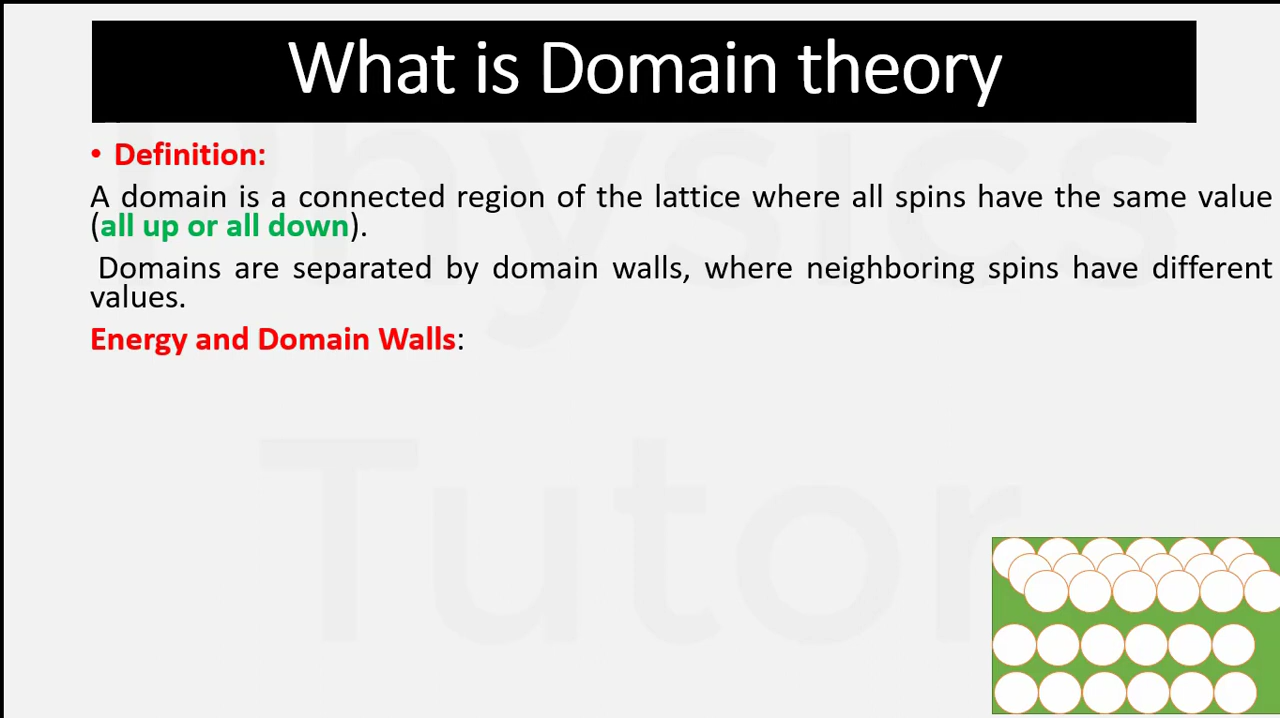 What is Domain theory
• Definition:
A domain is a connected region of the lattice where all spins have the same value
(all up or all down).
Domains are separated by domain walls, where neighboring spins have different
values.
Energy and Domain Walls:
Physics
Tutor